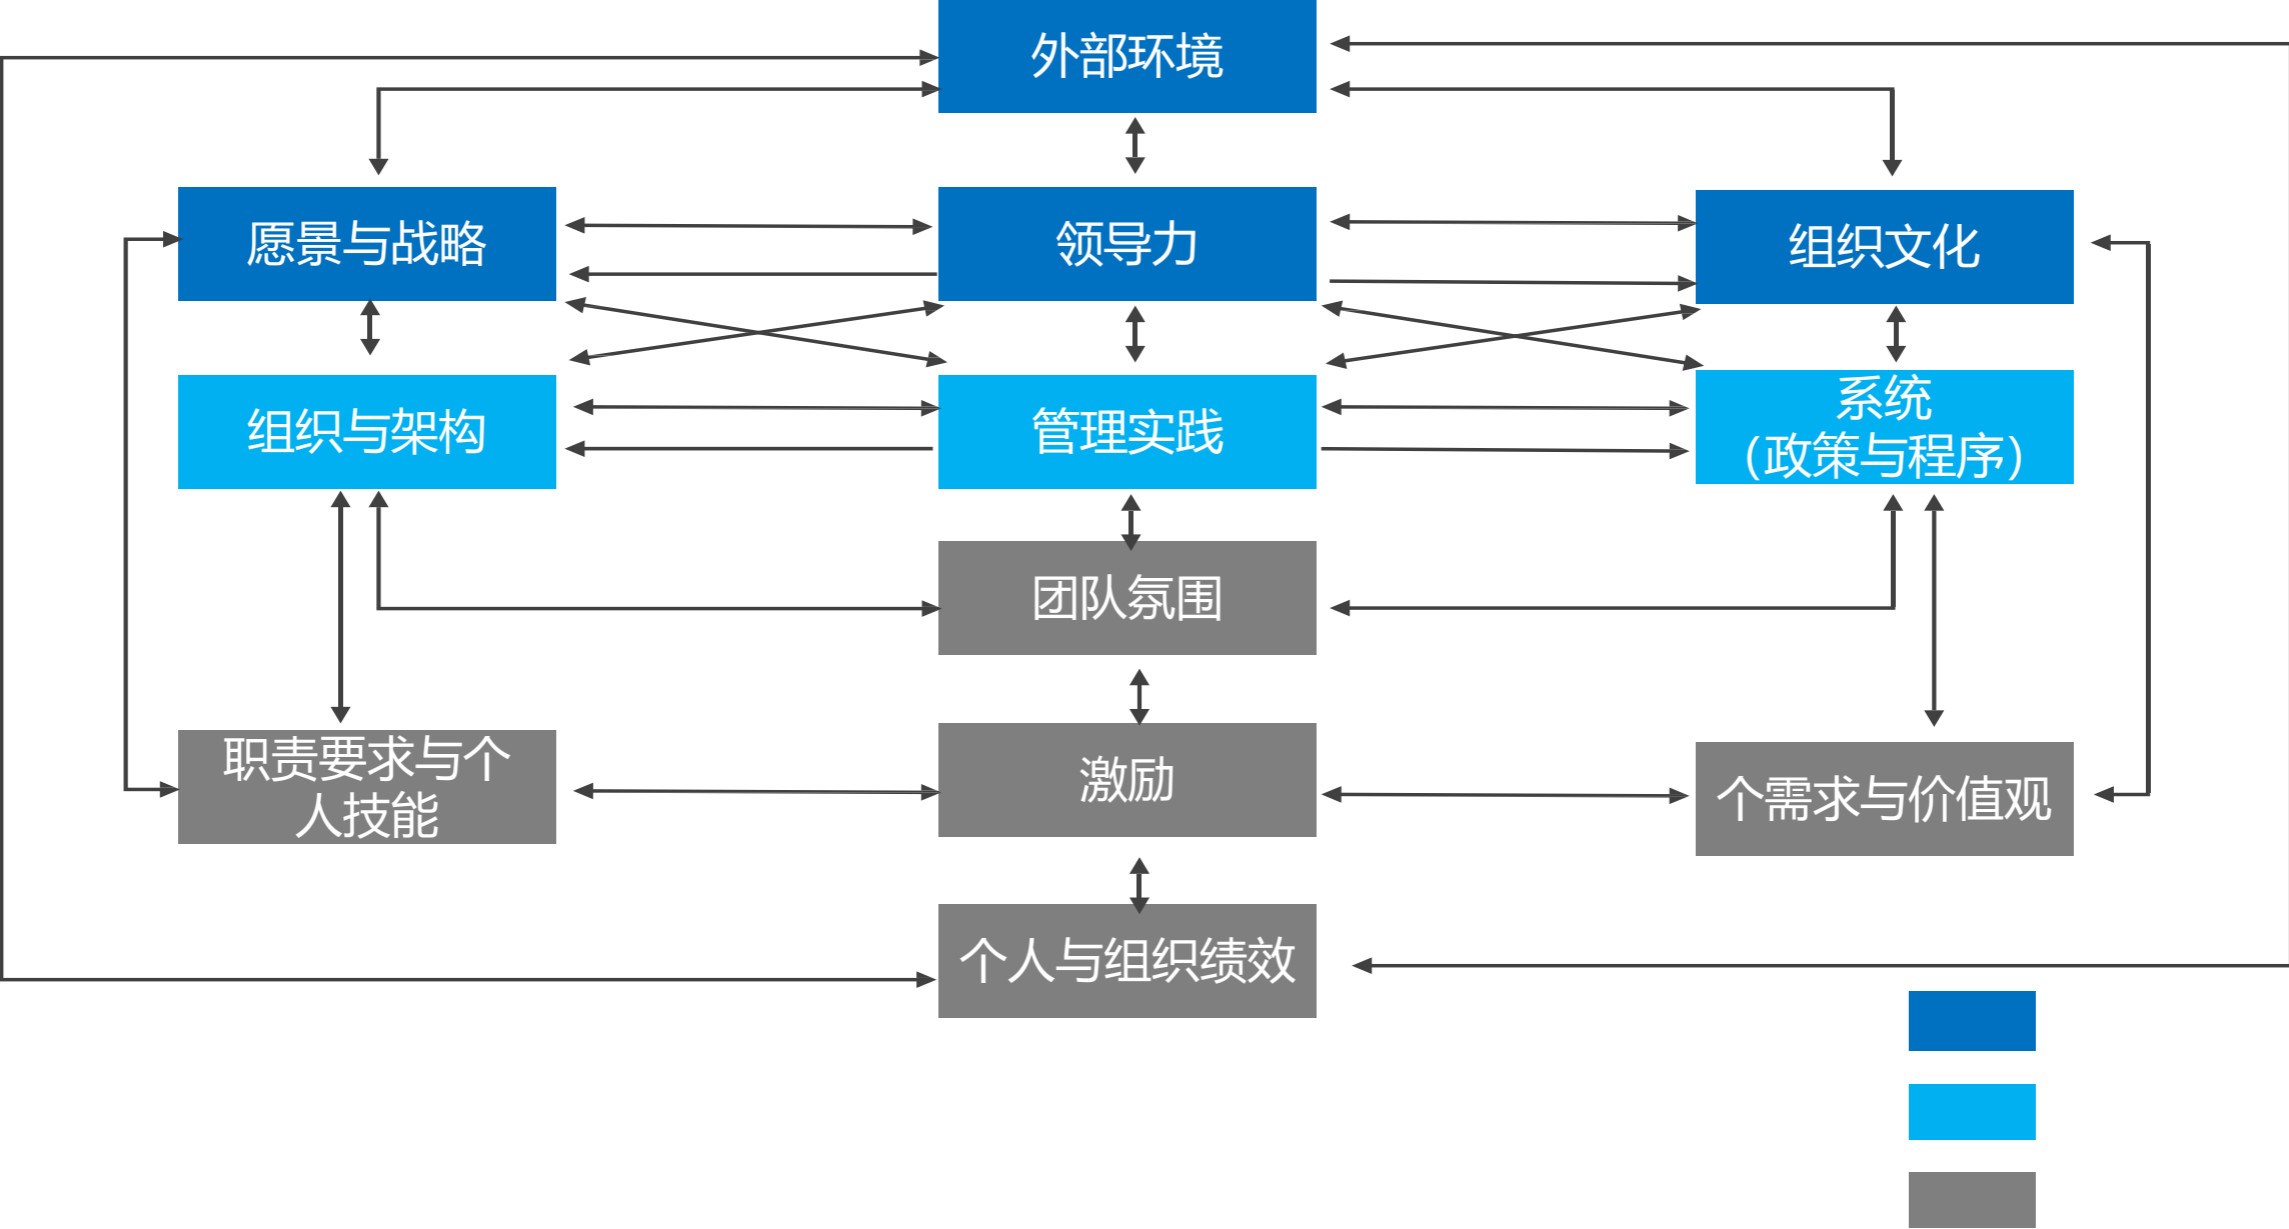 外部环境
愿景与战略
领导力
组织文化
组织与架构
管理实践
系统
（政策与程序）
团队氛围
职责要求与个
人技能
激励
个需求与价值观
个人与组织绩效